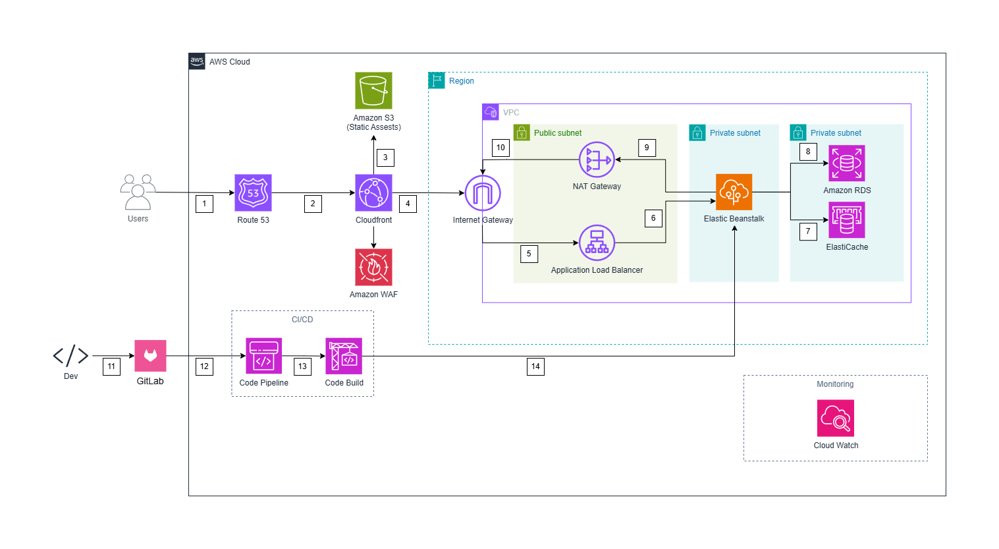 aws
AWS Cloud
Amazon S3
(Static Assests)
Region
VPC
Public subnet
Private subnet
Private subnet
10
9
8
3
NAT Gateway
Amazon RDS
53
1
2
4
Users
Route 53
Cloudfront
Internet Gateway
6
Elastic Beanstalk
7
ElastiCache
5
Application Load Balancer
Amazon WAF
CI/CD
11
12
13
14
Dev
GitLab
Code Pipeline
Code Build
Monitoring
Cloud Watch